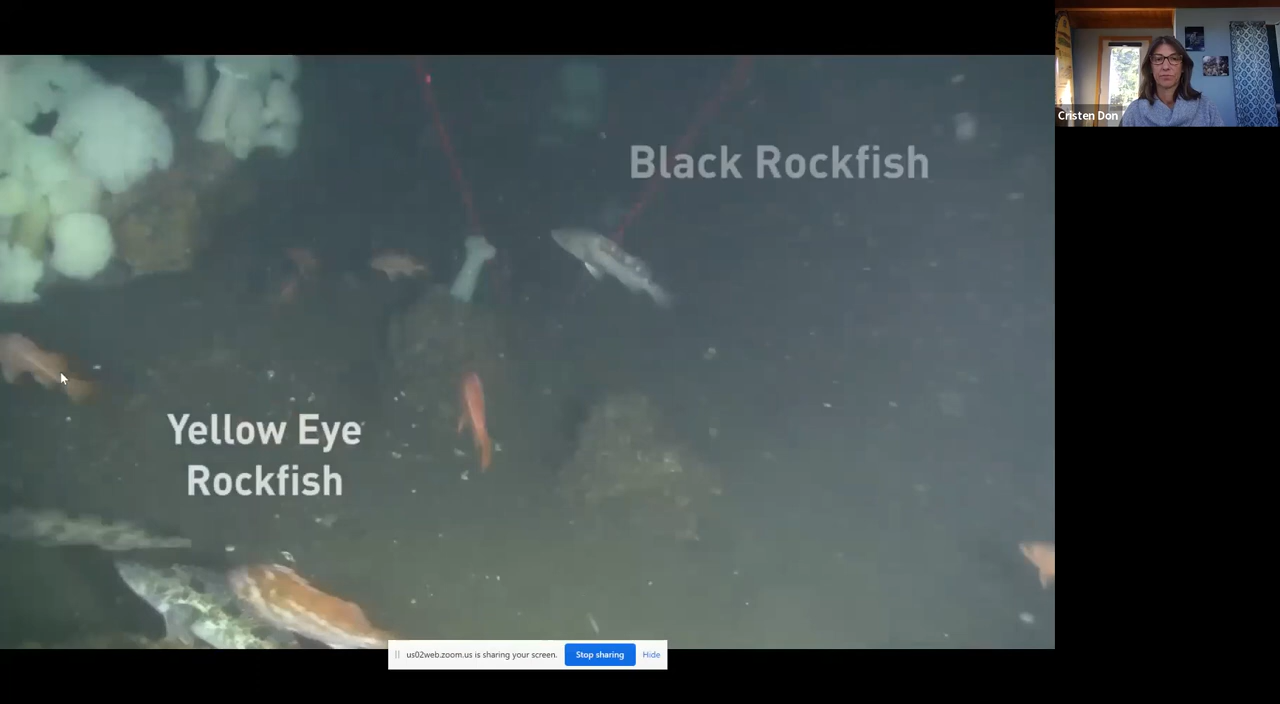 Cristen Don
Black Rockfish
Yellow Eye
Rockfish
us02web.zoom.us is sharing your screen.
Stop sharing
Hide